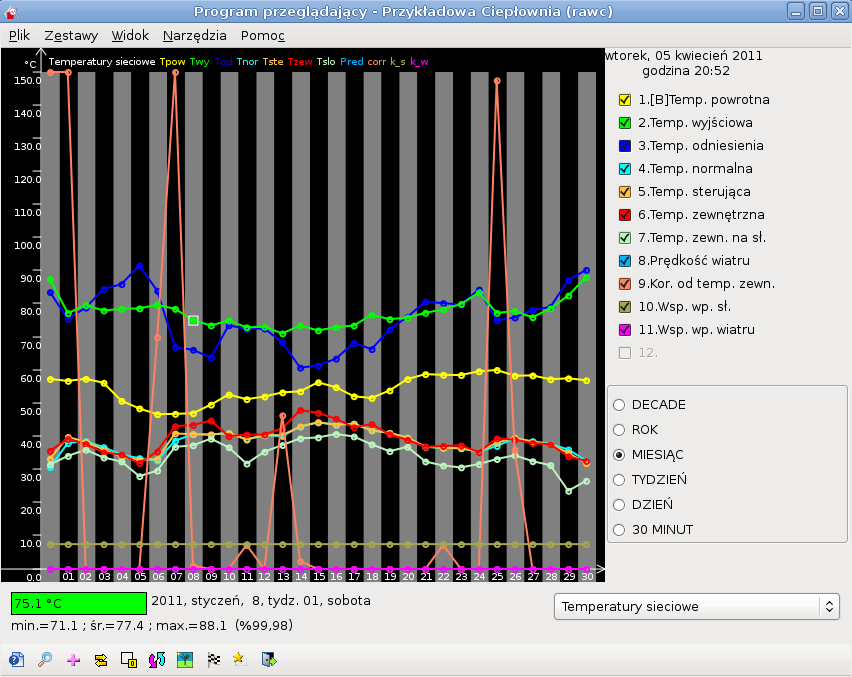 Program przeglądający - Przykładowa Ciepłownia (rawc)
Plik Zestawy Widok Narzędzia Pomoc
°C Temperatury sieciowe Tpow Twy Tod Tnor Tste Tzew Tslo Pred corr k_s k_w
150.0
140.0
130.0
120.0
110.0
100.0
90.0
80.0
70.0
60.0
50.0
40.0
30.0
20.0
10.0
0.0
01 02 03 04 05 06 07 08 09 10 11 12 13 14 15 16 17 18 19 20 21 22 23 24 25 26 27 28 29 30
wtorek, 05 kwiecień 2011
godzina 20:52
1.[B]Temp. powrotna
2.Temp. wyjściowa
3.Temp. odniesienia
4.Temp. normalna
5.Temp. sterująca
6.Temp. zewnętrzna
7.Temp. zewn. na sł.
8.Prędkość wiatru
9.Kor. od temp. zewn.
10.Wsp. wp. sł.
11.Wsp. wp. wiatru
12.
DECADE
ROK
MIESIĄC
TYDZIEŃ
DZIEŃ
30 MINUT
75.1 °C 2011, styczeń, 8, tydz. 01, sobota
min.=71.1 ; śr.=77.4 ; max.=88.1 (%99,98)
Temperatury sieciowe